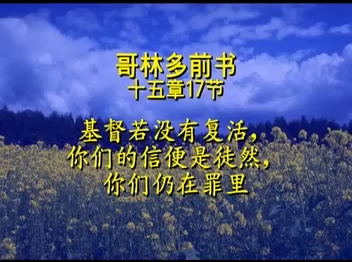 哥林多前书
十五章17节
基督若没有复活，
你们的信便是徒然，
你们仍在罪里